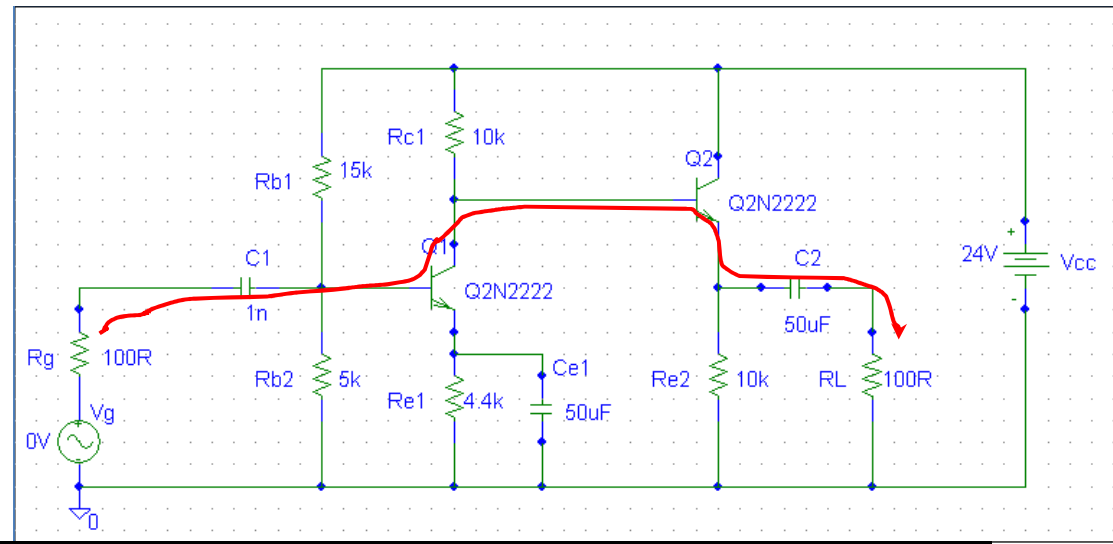 Rc1 10k
Q2
Rb1 15k
Q2N2222
Q1
C1
C2
24V + Vcc -
Q2N2222
1n
50uF
Rg 100R
Rb2 5k
Re1 4.4k
Ce1
50uF
Re2 10k
RL 100R
Vg
0V + -
0